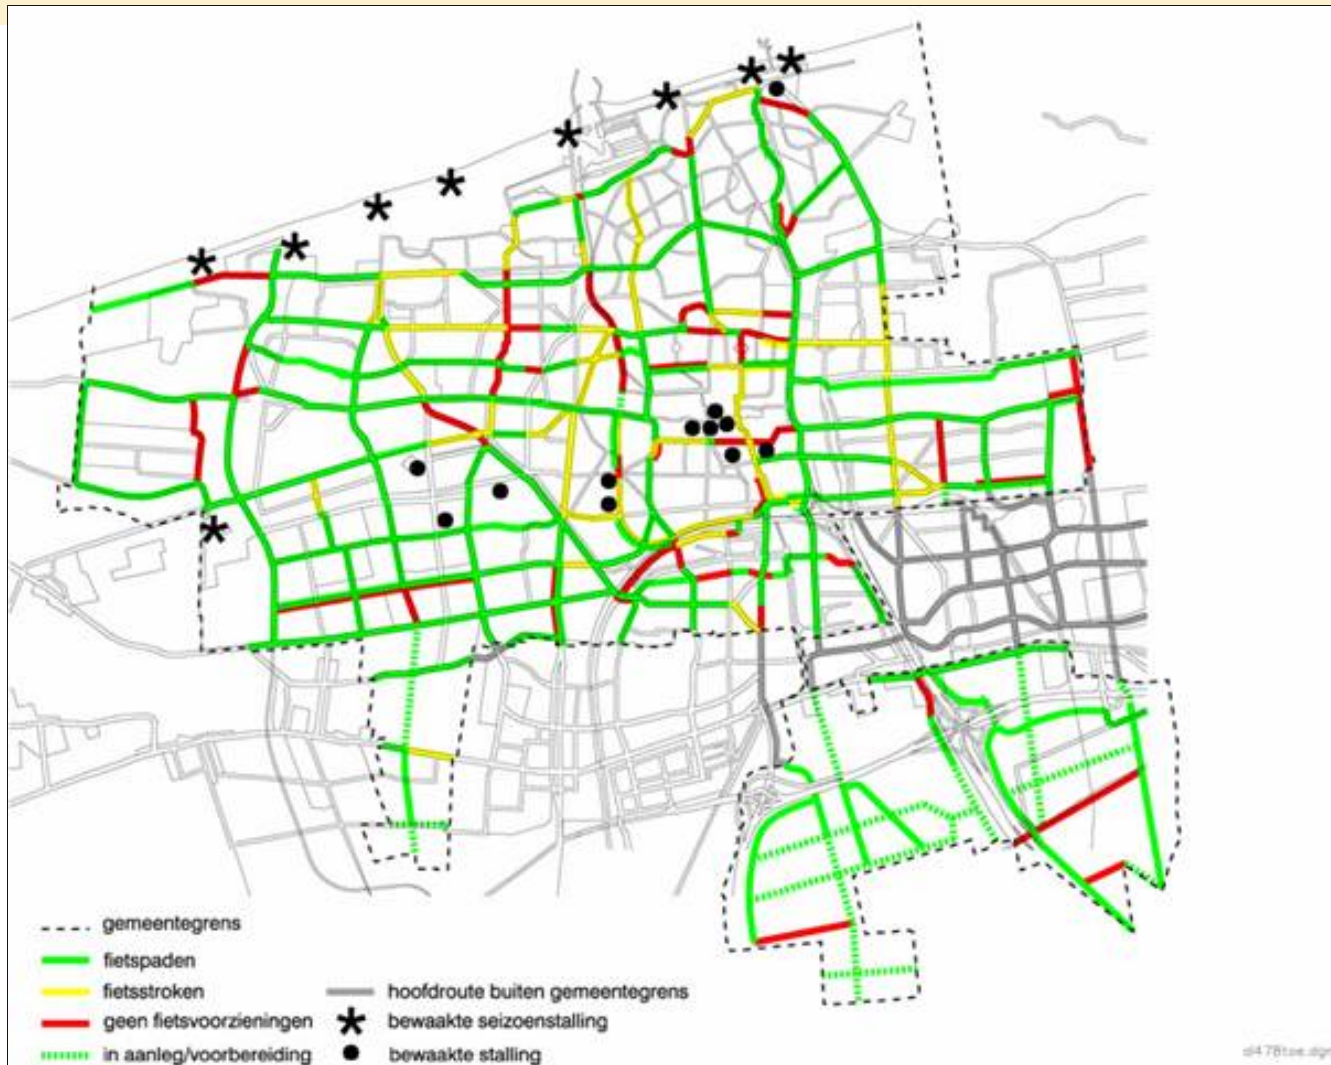 gemeentegrens
fietspaden
fietsstroken
geen fietsvoorzieningen
in aanleg/voorbereiding
hoofdroute buiten gemeentegrens
bewaakte seizoenstalling
bewaakte stalling